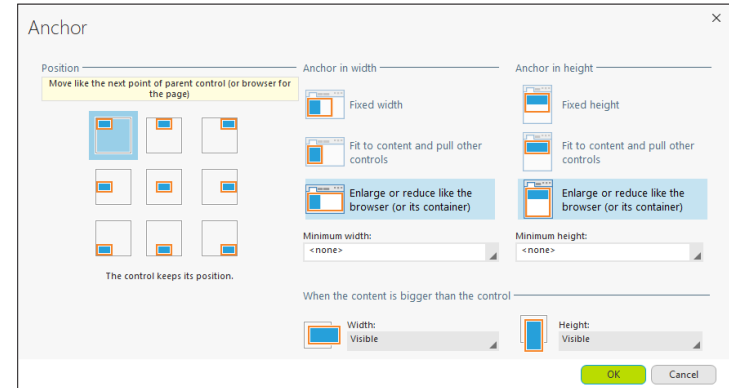 Anchor
Position
Move like the next point of parent control (or browser for
the page)
The control keeps its position.
Anchor in width
Fixed width
Fit to content and pull other
controls
Enlarge or reduce like the
browser (or its container)
Minimum width:
<none>
Anchor in height
Fixed height
Fit to content and pull other
controls
Enlarge or reduce like the
browser (or its container)
Minimum height:
<none>
When the content is bigger than the control
Width:
Visible
Height:
Visible
OK
Cancel